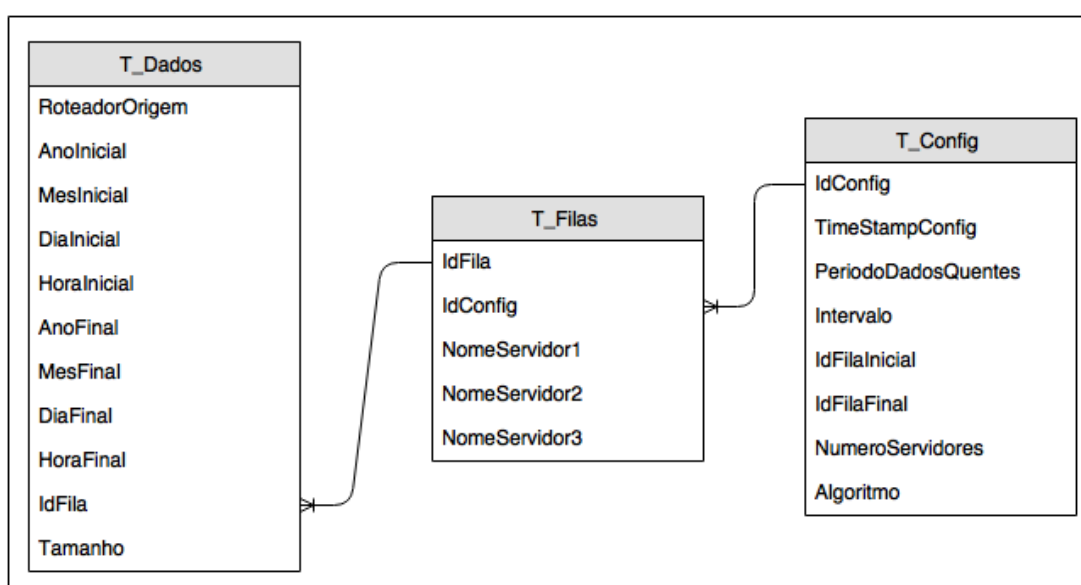 T_Dados
RoteadorOrigem
AnoInicial
MesInicial
DiaInicial
HoraInicial
AnoFinal
MesFinal
DiaFinal
HoraFinal
IdFila
Tamanho
T_Filas
IdFila
IdConfig
NomeServidor1
NomeServidor2
NomeServidor3
T_Config
IdConfig
TimeStampConfig
PeriodoDadosQuentes
Intervalo
IdFilaInicial
IdFilaFinal
NumeroServidores
Algoritmo